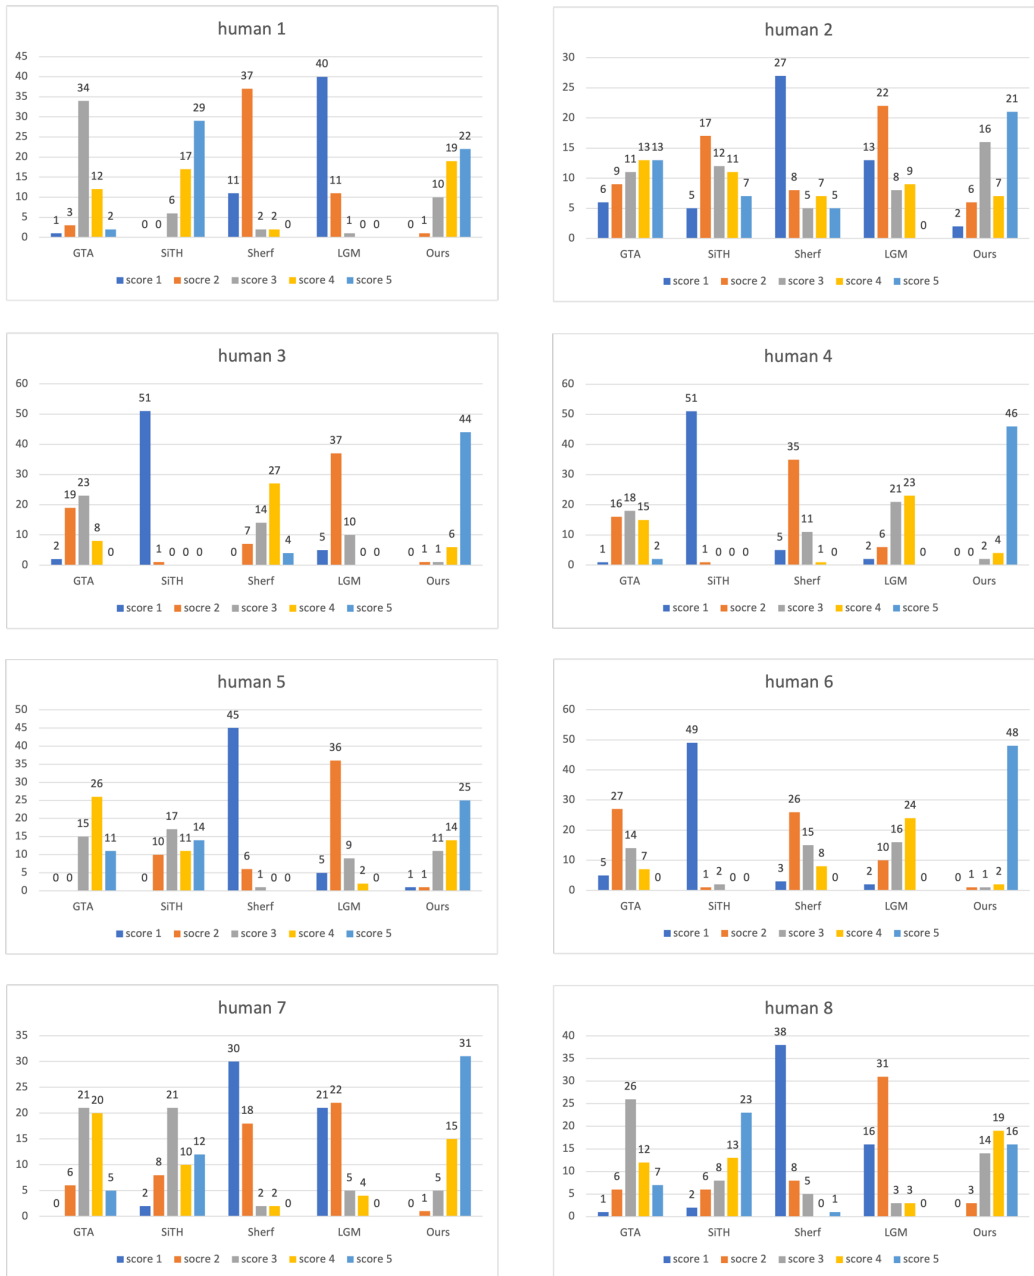 human 1
45
40
35
30
25
20
15
10
5
0
1 3 34 12 2
0 0 6 17 29
11 37 2 2 0
40 11 1 0 0
0 1 10 19 22
GTA SiTH Sherf LGM Ours
score 1 socre 2 score 3 score 4 score 5
human 2
30
25
20
15
10
5
0
6 9 11 13 13
5 17 12 11 7
27 8 5 7 5
13 22 8 9 0
2 6 16 7 21
GTA SiTH Sherf LGM Ours
score 1 socre 2 score 3 score 4 score 5
human 3
60
50
40
30
20
10
0
2 19 23 8 0
51 1 0 0 0
0 7 14 27 4
5 37 10 0 0
0 1 1 6 44
GTA SiTH Sherf LGM Ours
score 1 socre 2 score 3 score 4 score 5
human 4
60
50
40
30
20
10
0
1 16 18 15 2
51 1 0 0 0
5 35 11 1 0
2 6 21 23 0
0 0 2 4 46
GTA SiTH Sherf LGM Ours
score 1 socre 2 score 3 score 4 score 5
human 5
50
45
40
35
30
25
20
15
10
5
0
0 0 15 26 11
0 10 17 11 14
45 6 1 0 0
5 36 9 2 0
1 1 11 14 25
GTA SiTH Sherf LGM Ours
score 1 socre 2 score 3 score 4 score 5
human 6
60
50
40
30
20
10
0
5 27 14 7 0
49 1 2 0 0
3 26 15 8 0
2 10 16 24 0
0 1 1 2 48
GTA SiTH Sherf LGM Ours
score 1 socre 2 score 3 score 4 score 5
human 7
35
30
25
20
15
10
5
0
0 6 21 20 5
2 8 21 10 12
30 18 2 2 0
21 22 5 4 0
0 1 5 15 31
GTA SiTH Sherf LGM Ours
score 1 socre 2 score 3 score 4 score 5
human 8
40
35
30
25
20
15
10
5
0
1 6 26 12 7
2 6 8 13 23
38 8 5 0 1
16 31 3 3 0
0 3 14 19 16
GTA SiTH Sherf LGM Ours
score 1 socre 2 score 3 score 4 score 5